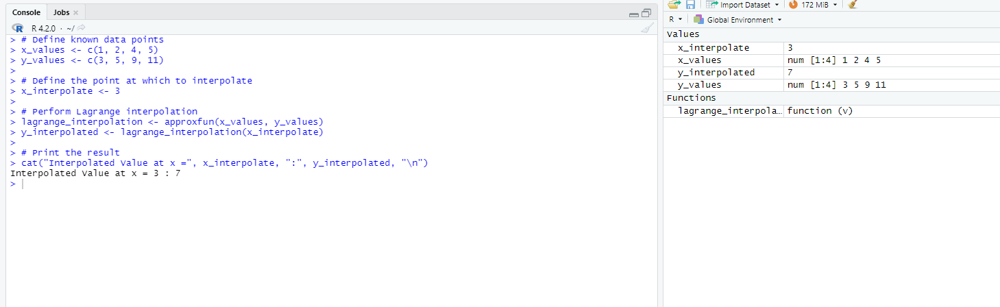 Console Jobs
R 4.2.0 · ~/
> # Define known data points
> x_values <- c(1, 2, 4, 5)
> y_values <- c(3, 5, 9, 11)
>
> # Define the point at which to interpolate
> x_interpolate <- 3
>
> # Perform Lagrange interpolation
> lagrange_interpolation <- approxfun(x_values, y_values)
> y_interpolated <- lagrange_interpolation(x_interpolate)
>
> # Print the result
> cat("Interpolated Value at x =", x_interpolate, ":", y_interpolated, "\n")
Interpolated Value at x = 3 : 7
>
Import Dataset 172 MiB
R Global Environment
Values
x_interpolate 3
x_values num [1:4] 1 2 4 5
y_interpolated 7
y_values num [1:4] 3 5 9 11
Functions
lagrange_interpola… function (v)